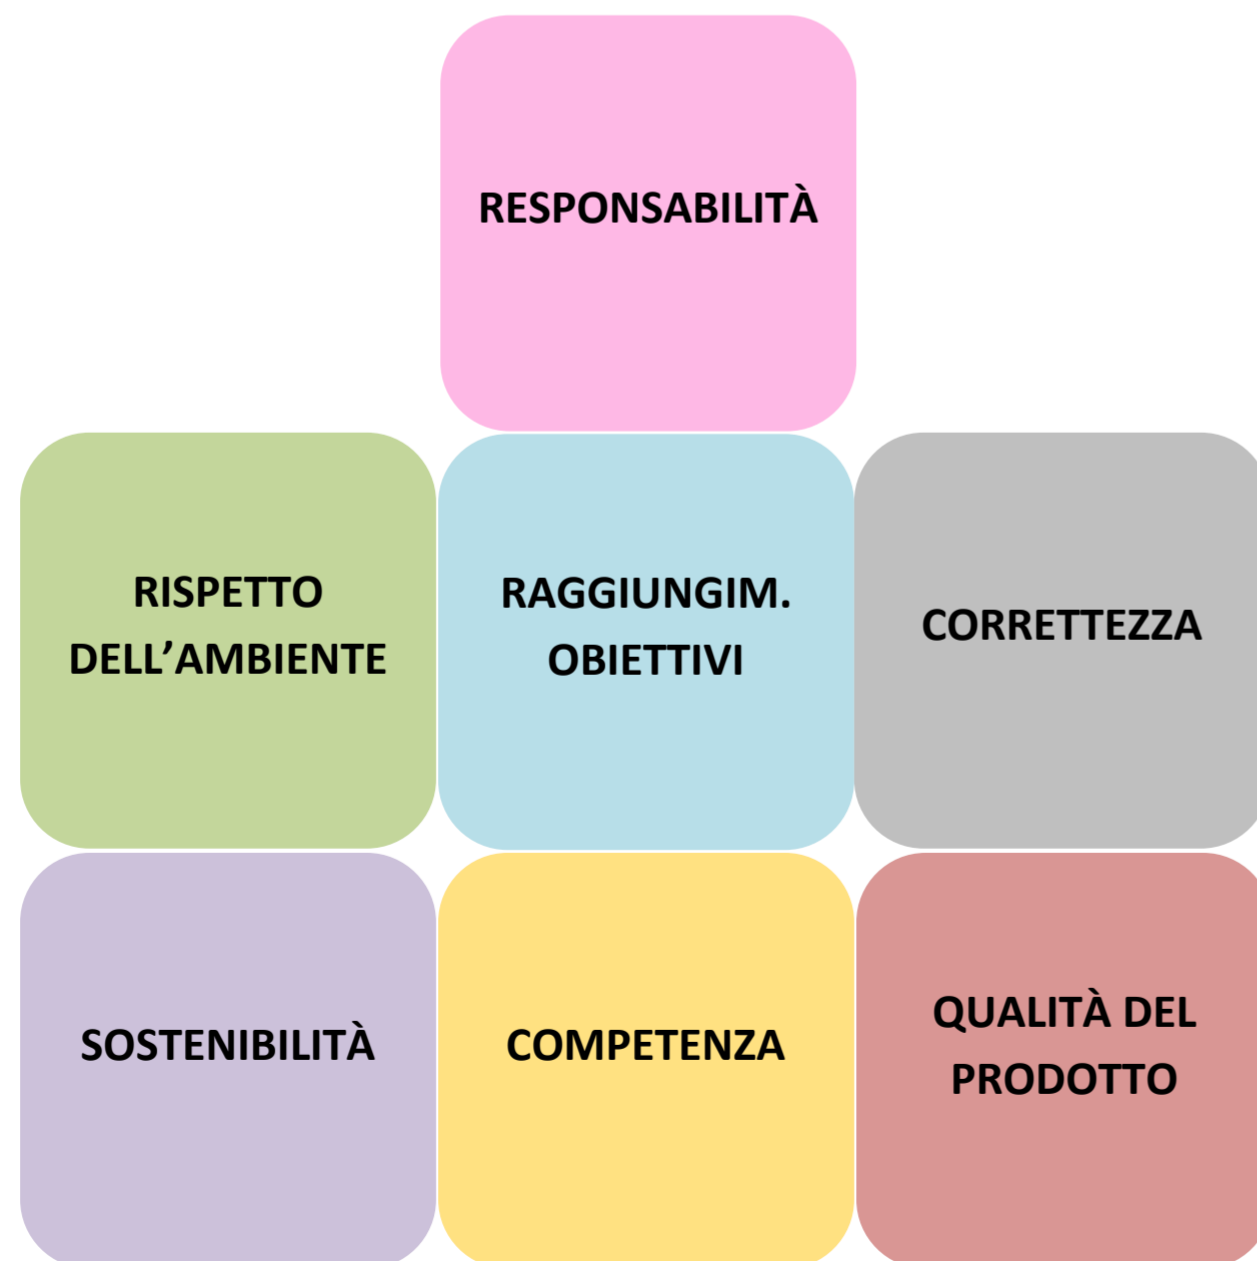 RESPONSABILITÀ
RISPETTO
DELL’AMBIENTE
RAGGIUNGIM.
OBIETTIVI
CORRETTEZZA
SOSTENIBILITÀ
COMPETENZA
QUALITÀ DEL
PRODOTTO